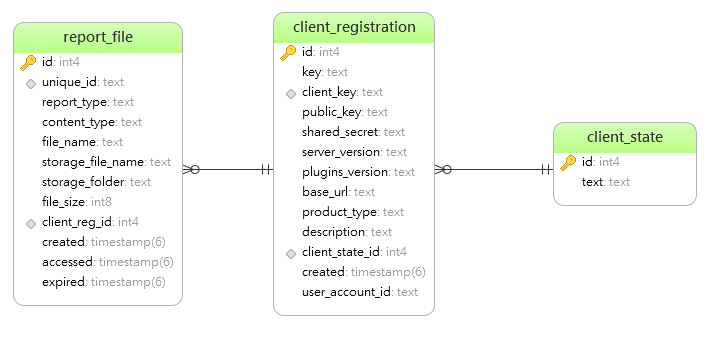 report_file
id: int4
unique_id: text
report_type: text
content_type: text
file_name: text
storage_file_name: text
storage_folder: text
file_size: int8
client_reg_id: int4
created: timestamp(6)
accessed: timestamp(6)
expired: timestamp(6)
client_registration
id: int4
key: text
client_key: text
public_key: text
shared_secret: text
server_version: text
plugins_version: text
base_url: text
product_type: text
description: text
client_state_id: int4
created: timestamp(6)
user_account_id: text
client_state
id: int4
text: text